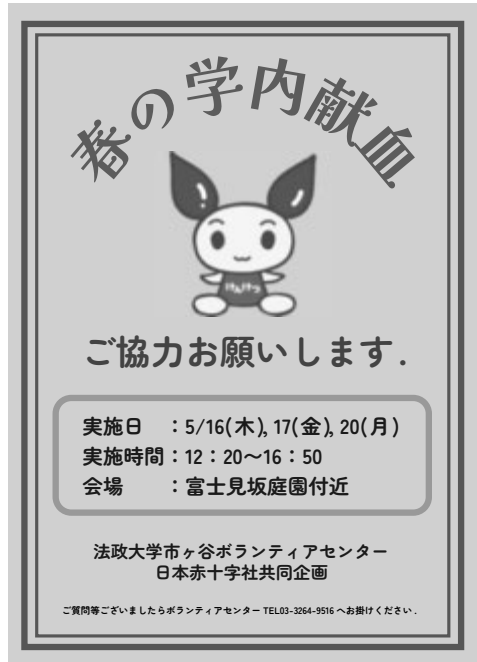 春の学内献血
けんけつ
ご協力お願いします.
実施日　：5/16(木), 17(金), 20(月)
実施時間：12：20～16：50
会場　　：富士見坂庭園付近
法政大学市ヶ谷ボランティアセンター
日本赤十字社共同企画
ご質問等ございましたらボランティアセンター TEL03-3264-9516 へお掛けください.